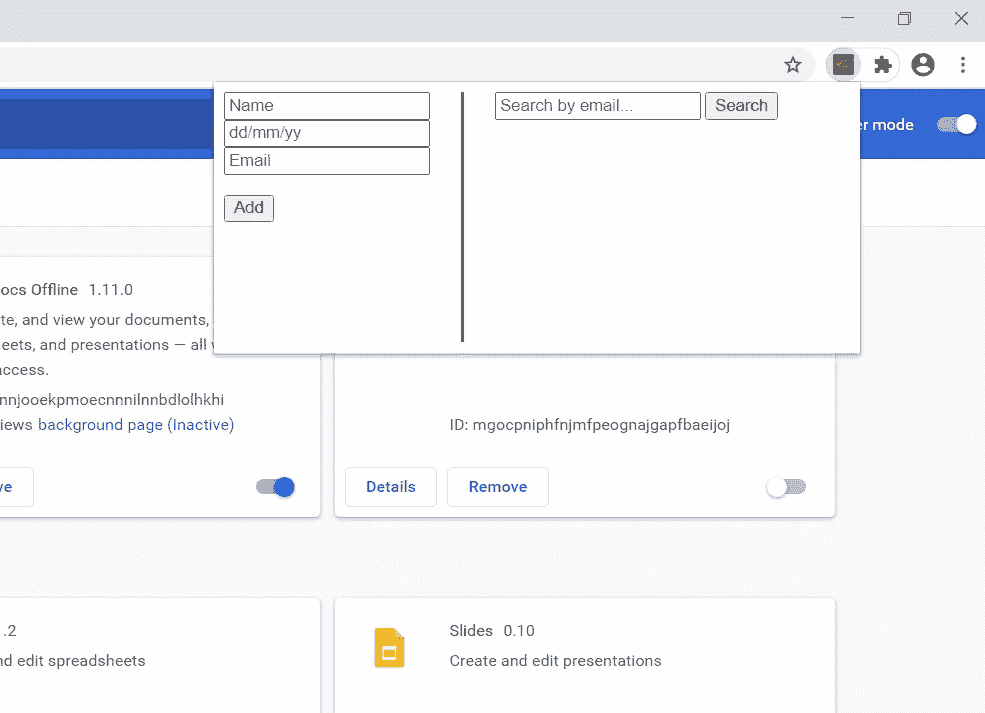 Name
dd/mm/yy
Email
Add
Search by email...
Search
er mode
ocs Offline 1.11.0
te, and view your documents,
eets, and presentations — all
access.
iews background page (Inactive)
ve
ID: mgocpniphfnjmfpeognajgapfbaeijoj
Details
Remove
.2
nd edit spreadsheets
Slides 0.10
Create and edit presentations